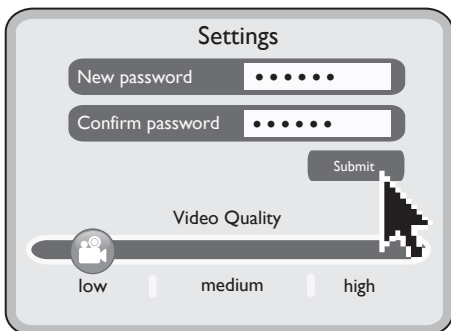 Settings
New password ••••••
Confirm password ••••••
Submit
Video Quality
low medium high